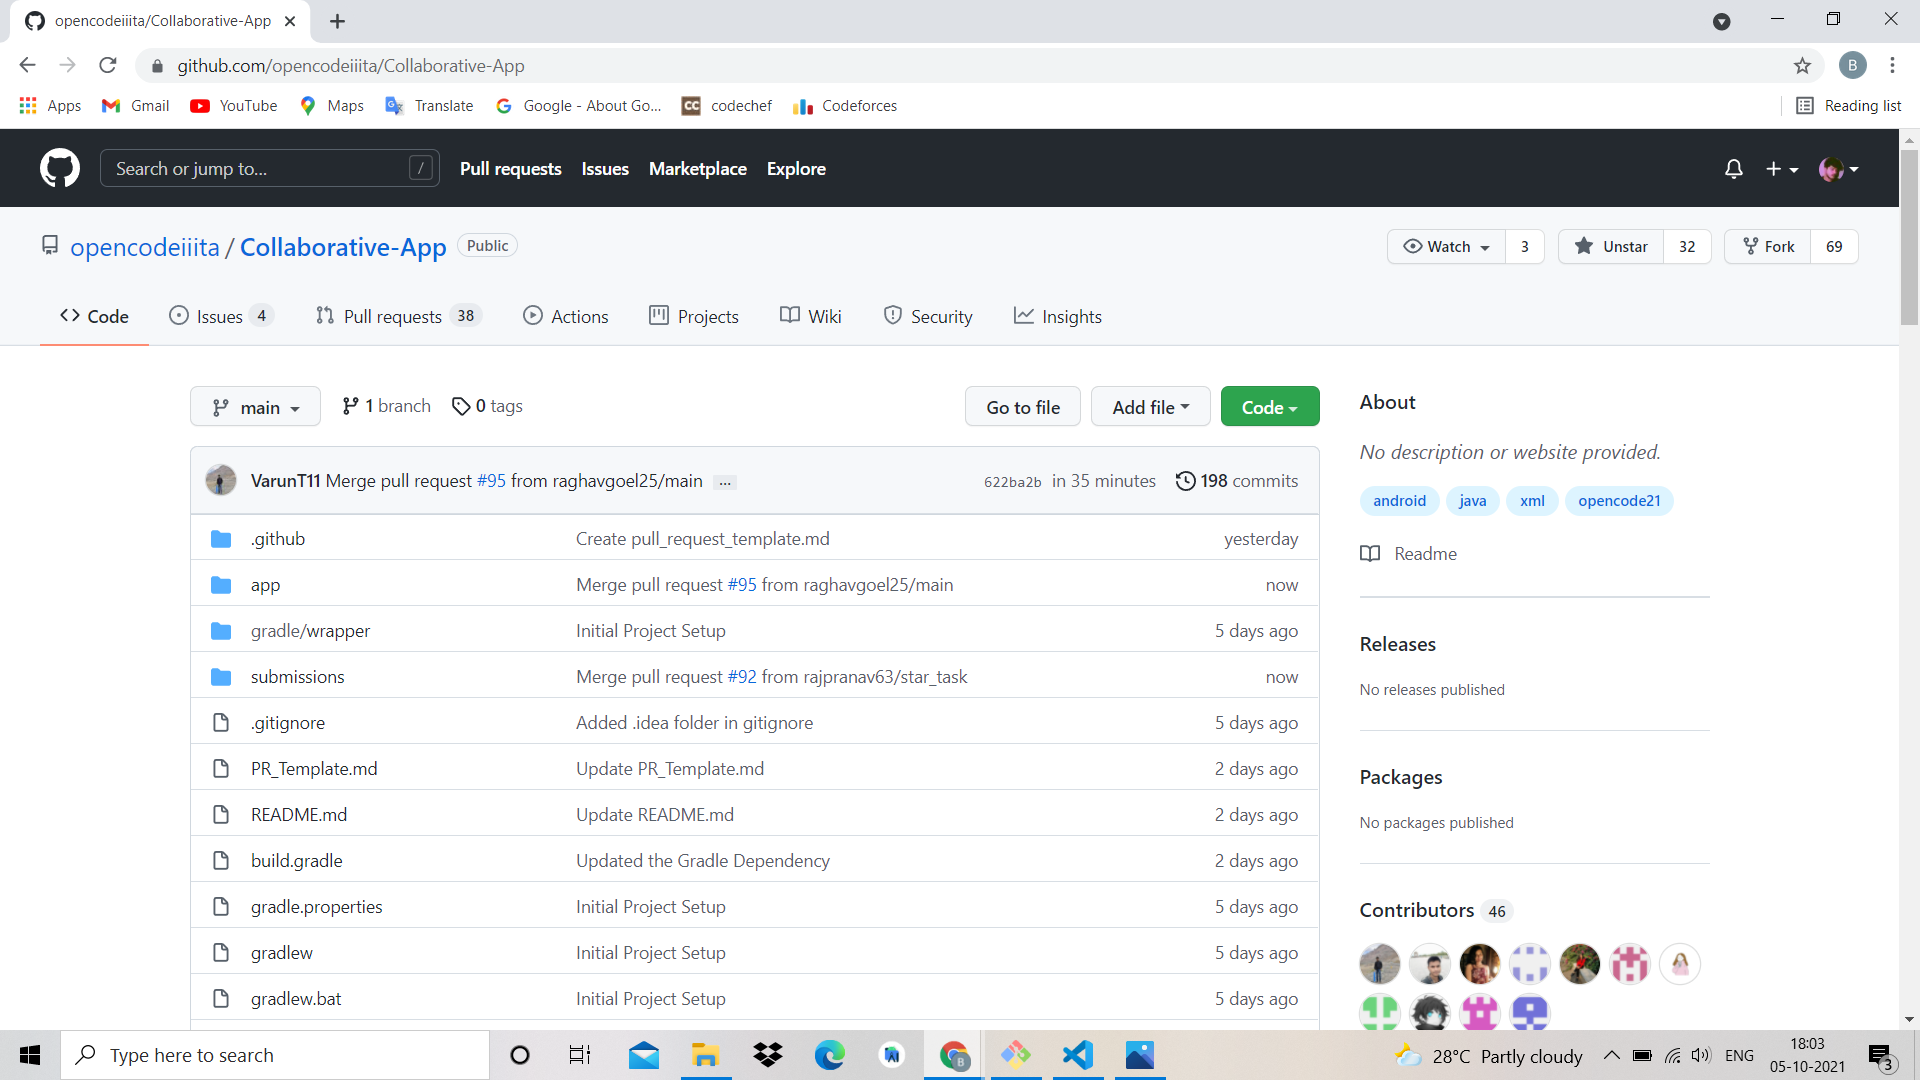 opencodeiiita/Collaborative-App
github.com/opencodeiiita/Collaborative-App
B
Apps Gmail YouTube Maps Translate Google - About Go... codechef Codeforces Reading list
Search or jump to... / Pull requests Issues Marketplace Explore
opencodeiiita / Collaborative-App Public Watch 3 Unstar 32 Fork 69
Code Issues 4 Pull requests 38 Actions Projects Wiki Security Insights
main 1 branch 0 tags Go to file Add file Code
VarunT11 Merge pull request #95 from raghavgoel25/main ... 622ba2b in 35 minutes 198 commits
.github Create pull_request_template.md yesterday
app Merge pull request #95 from raghavgoel25/main now
gradle/wrapper Initial Project Setup 5 days ago
submissions Merge pull request #92 from rajpranav63/star_task now
.gitignore Added .idea folder in gitignore 5 days ago
PR_Template.md Update PR_Template.md 2 days ago
README.md Update README.md 2 days ago
build.gradle Updated the Gradle Dependency 2 days ago
gradle.properties Initial Project Setup 5 days ago
gradlew Initial Project Setup 5 days ago
gradlew.bat Initial Project Setup 5 days ago
About
No description or website provided.
android java xml opencode21
Readme
Releases
No releases published
Packages
No packages published
Contributors 46
Type here to search
28°C Partly cloudy ENG
18:03
05-10-2021
3